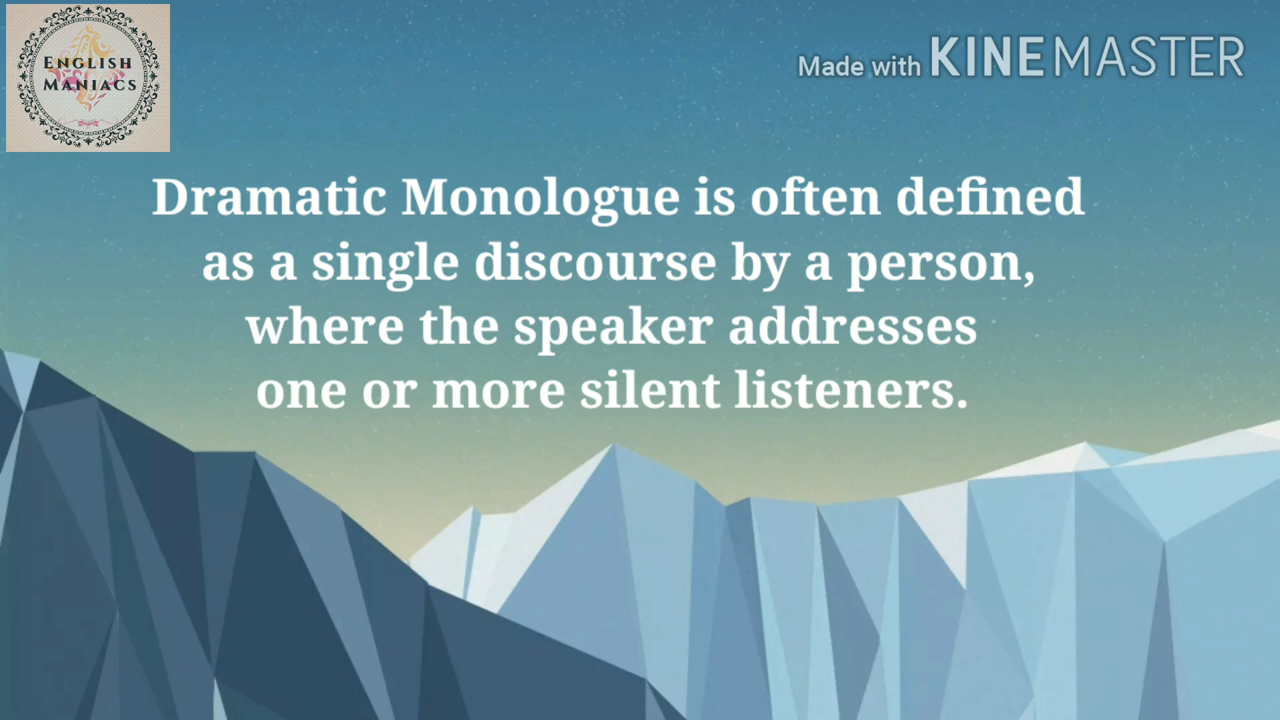 ENGLISH
MANIACS
Made with KINEMASTER
Dramatic Monologue is often defined
as a single discourse by a person,
where the speaker addresses
one or more silent listeners.